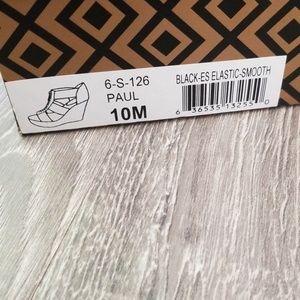 6-S-126
PAUL
10M
BLACK-ES ELASTIC-SMOOTH
6 36535 13255 0